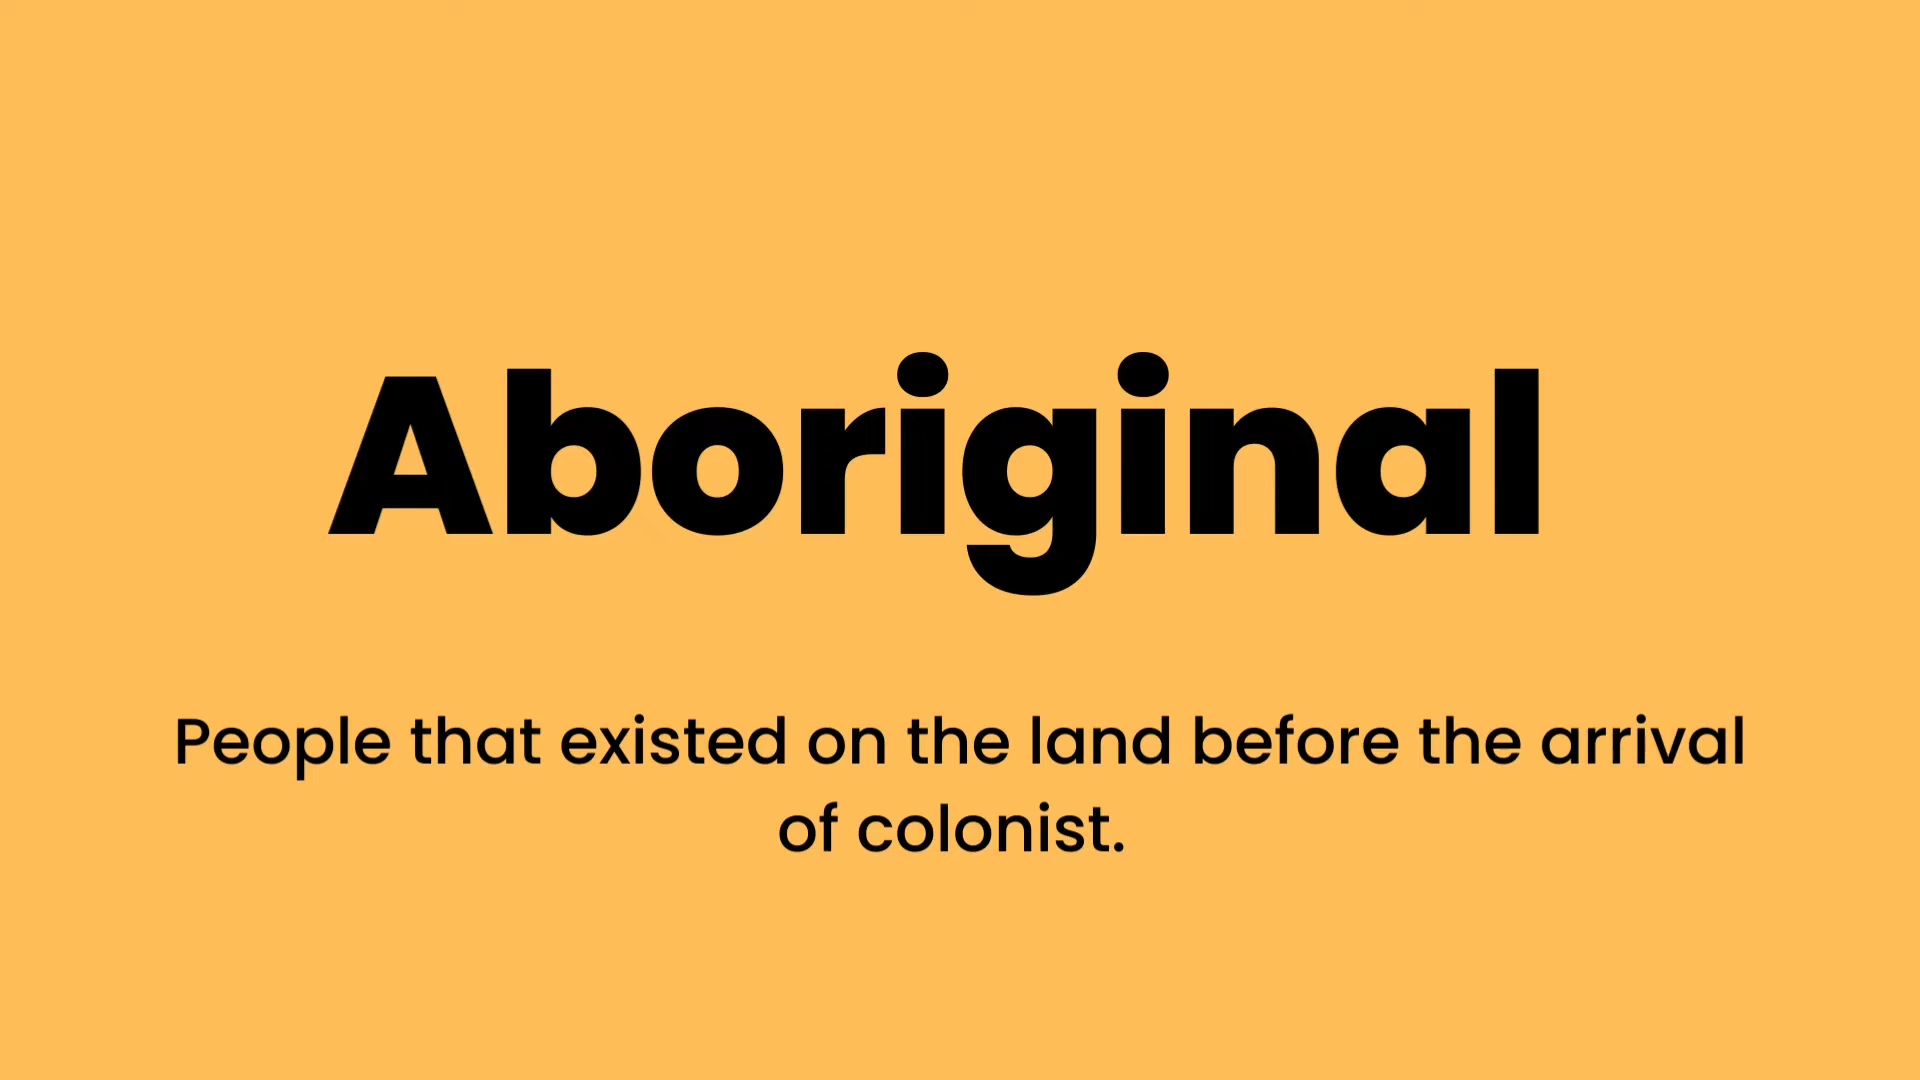 Aboriginal
People that existed on the land before the arrival
of colonist.